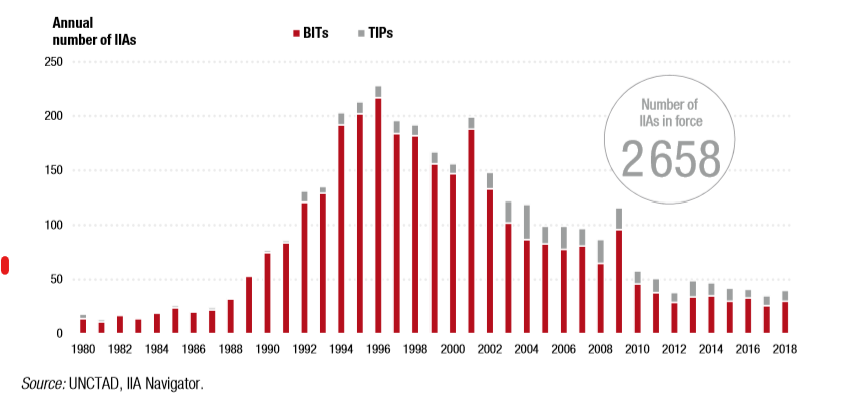 Annual
number of IIAs
BITs TIPs
250
200
150
100
50
0
Number of
IIAs in force
2 658
1980 1982 1984 1986 1988 1990 1992 1994 1996 1998 2000 2002 2004 2006 2008 2010 2012 2014 2016 2018
Source: UNCTAD, IIA Navigator.